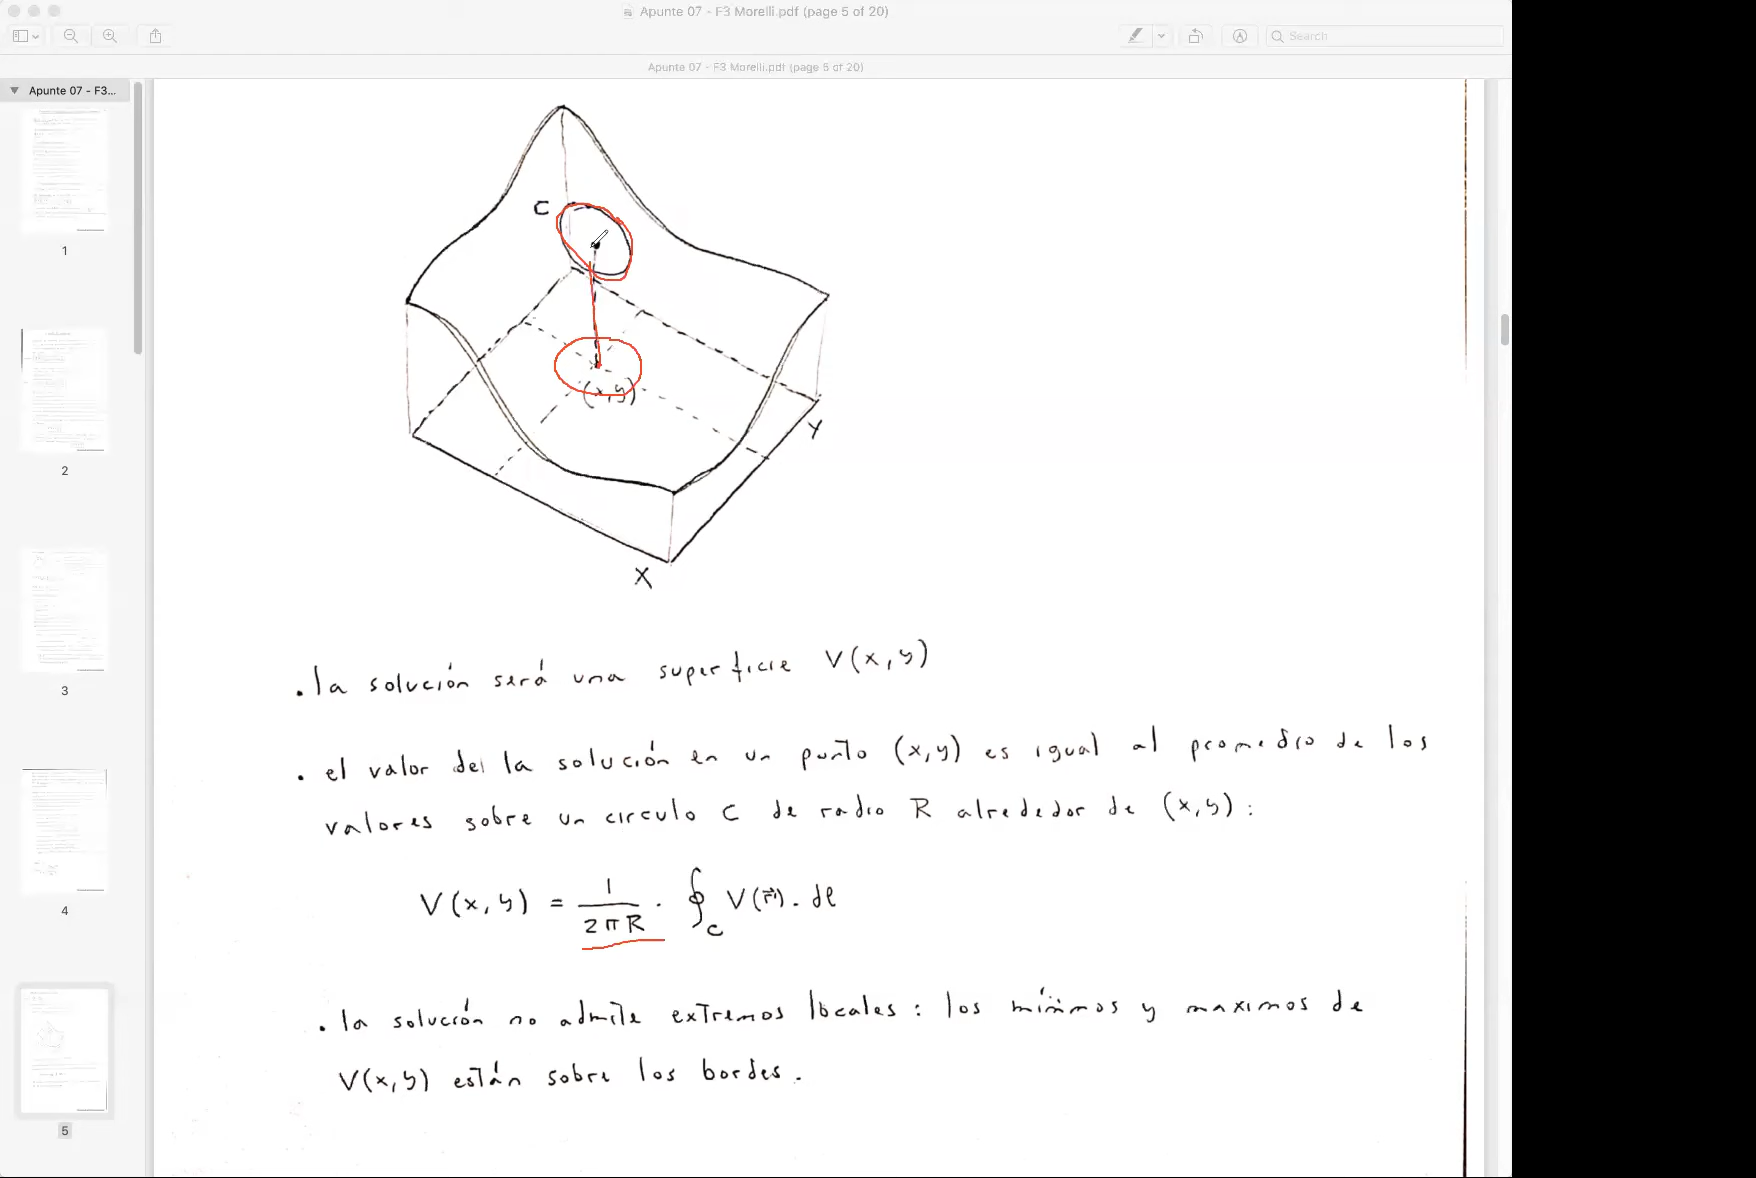 Apunte 07 - F3 Morelli.pdf (page 5 of 20)
Search
Apunte 07 - F3 Morelli.pdf (page 5 of 20)
Apunte 07 - F3...
1
2
3
4
5
C
(x,y)
Y
X
. la solución será una superficie V(x,y)
. el valor del la solución en un punto (x,y) es igual al promedio de los
valores sobre un circulo C de radio R alrededor de (x,y):
V(x,y) = 1/(2πR) · ∮_C V(r⃗). dl
. la solución no admite extremos locales: los mínimos y maximos de
V(x,y) están sobre los bordes.